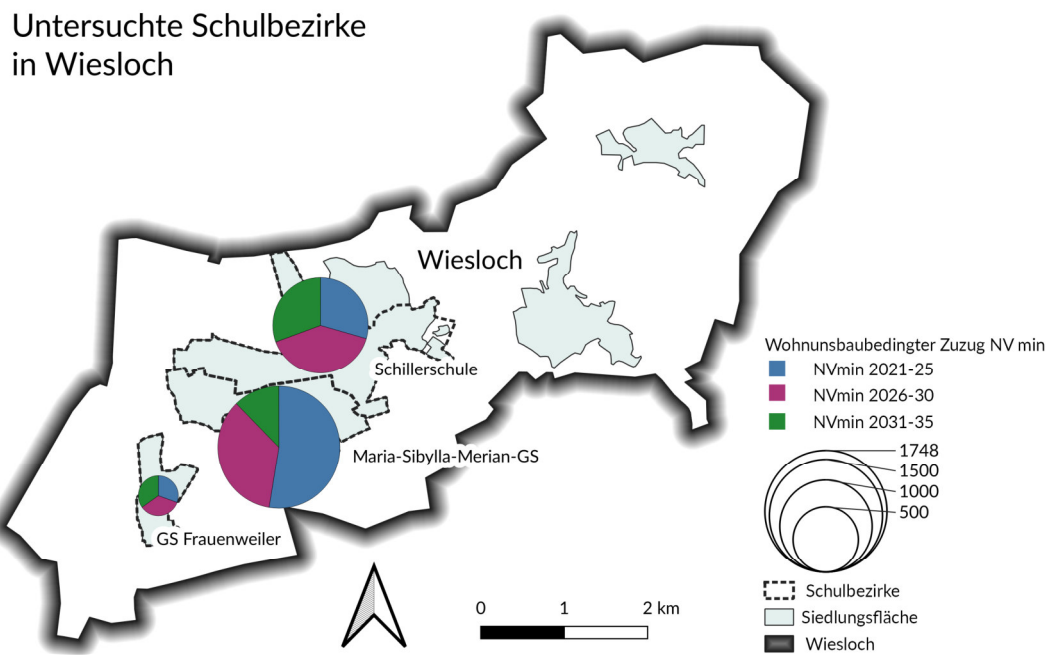 Untersuchte Schulbezirke
in Wiesloch
Wiesloch
Schillerschule
Maria-Sibylla-Merian-GS
GS Frauenweiler
Wohnunsbaubedingter Zuzug NV min
NVmin 2021-25
NVmin 2026-30
NVmin 2031-35
1748
1500
1000
500
Schulbezirke
Siedlungsfläche
Wiesloch
0 1 2 km